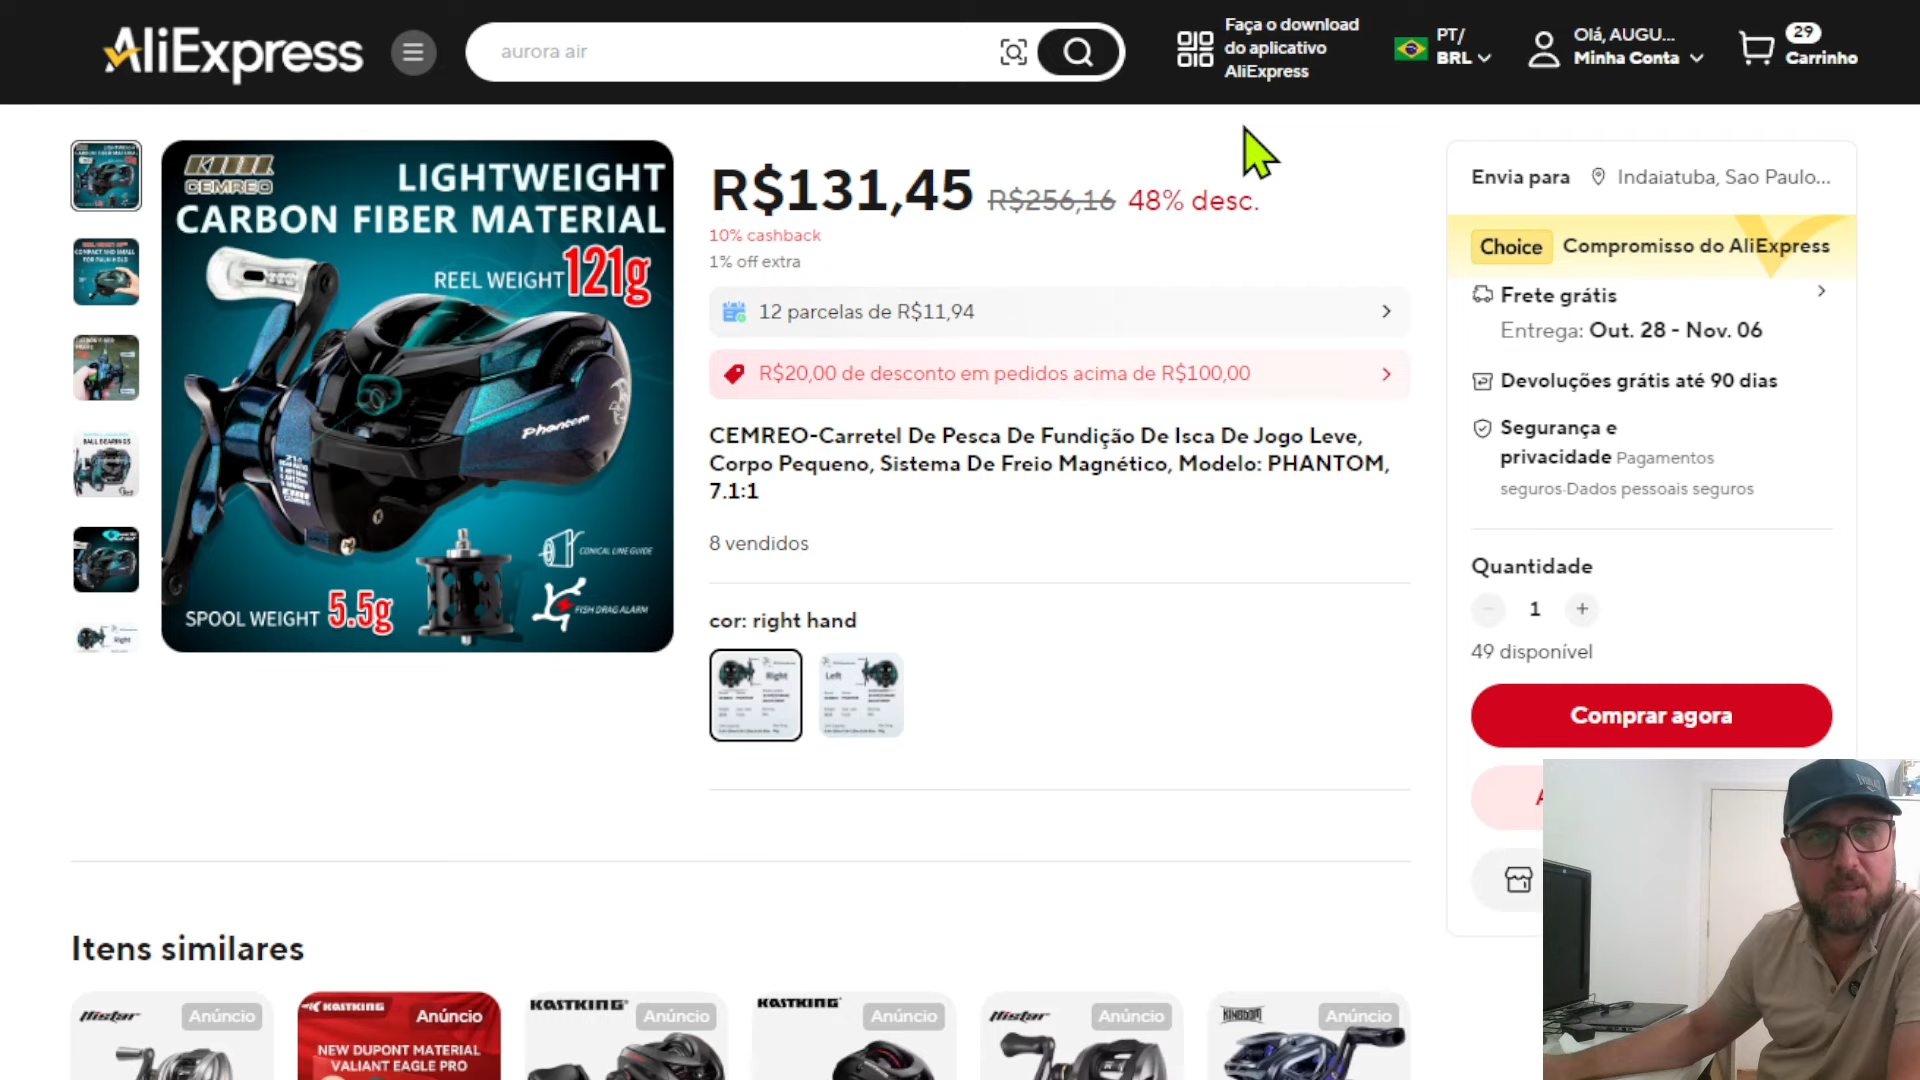 AliExpress
aurora air
Faça o download
do aplicativo
AliExpress
PT/
BRL
Olá, AUGU...
Minha Conta
29
Carrinho
CEMREO
LIGHTWEIGHT
CARBON FIBER MATERIAL
REEL WEIGHT 121g
Phantom
CONICAL LINE GUIDE
FISH DRAG ALARM
SPOOL WEIGHT 5.5g
R$131,45 R$256,16 48% desc.
10% cashback
1% off extra
12 parcelas de R$11,94
R$20,00 de desconto em pedidos acima de R$100,00
CEMREO-Carretel De Pesca De Fundição De Isca De Jogo Leve,
Corpo Pequeno, Sistema De Freio Magnético, Modelo: PHANTOM,
7.1:1
8 vendidos
cor: right hand
Right
Left
Envia para Indaiatuba, Sao Paulo...
Choice Compromisso do AliExpress
Frete grátis
Entrega: Out. 28 - Nov. 06
Devoluções grátis até 90 dias
Segurança e
privacidade Pagamentos
seguros·Dados pessoais seguros
Quantidade
1
49 disponível
Comprar agora
Itens similares
Histar
Anúncio
KASTKING
Anúncio
NEW DUPONT MATERIAL
VALIANT EAGLE PRO
KASTKING
Anúncio
KASTKING
Anúncio
Histar
Anúncio
KINGDOM
Anúncio